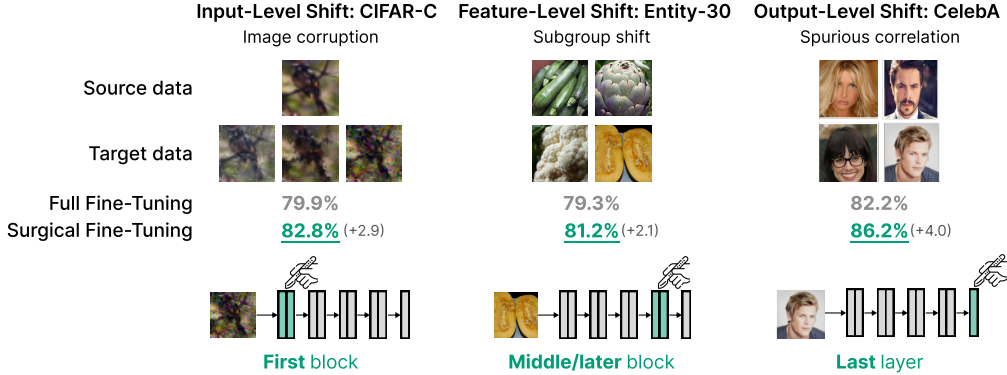 Input-Level Shift: CIFAR-C Feature-Level Shift: Entity-30 Output-Level Shift: CelebA
Image corruption Subgroup shift Spurious correlation
Source data
Target data
Full Fine-Tuning 79.9% 79.3% 82.2%
Surgical Fine-Tuning 82.8% (+2.9) 81.2% (+2.1) 86.2% (+4.0)
First block Middle/later block Last layer